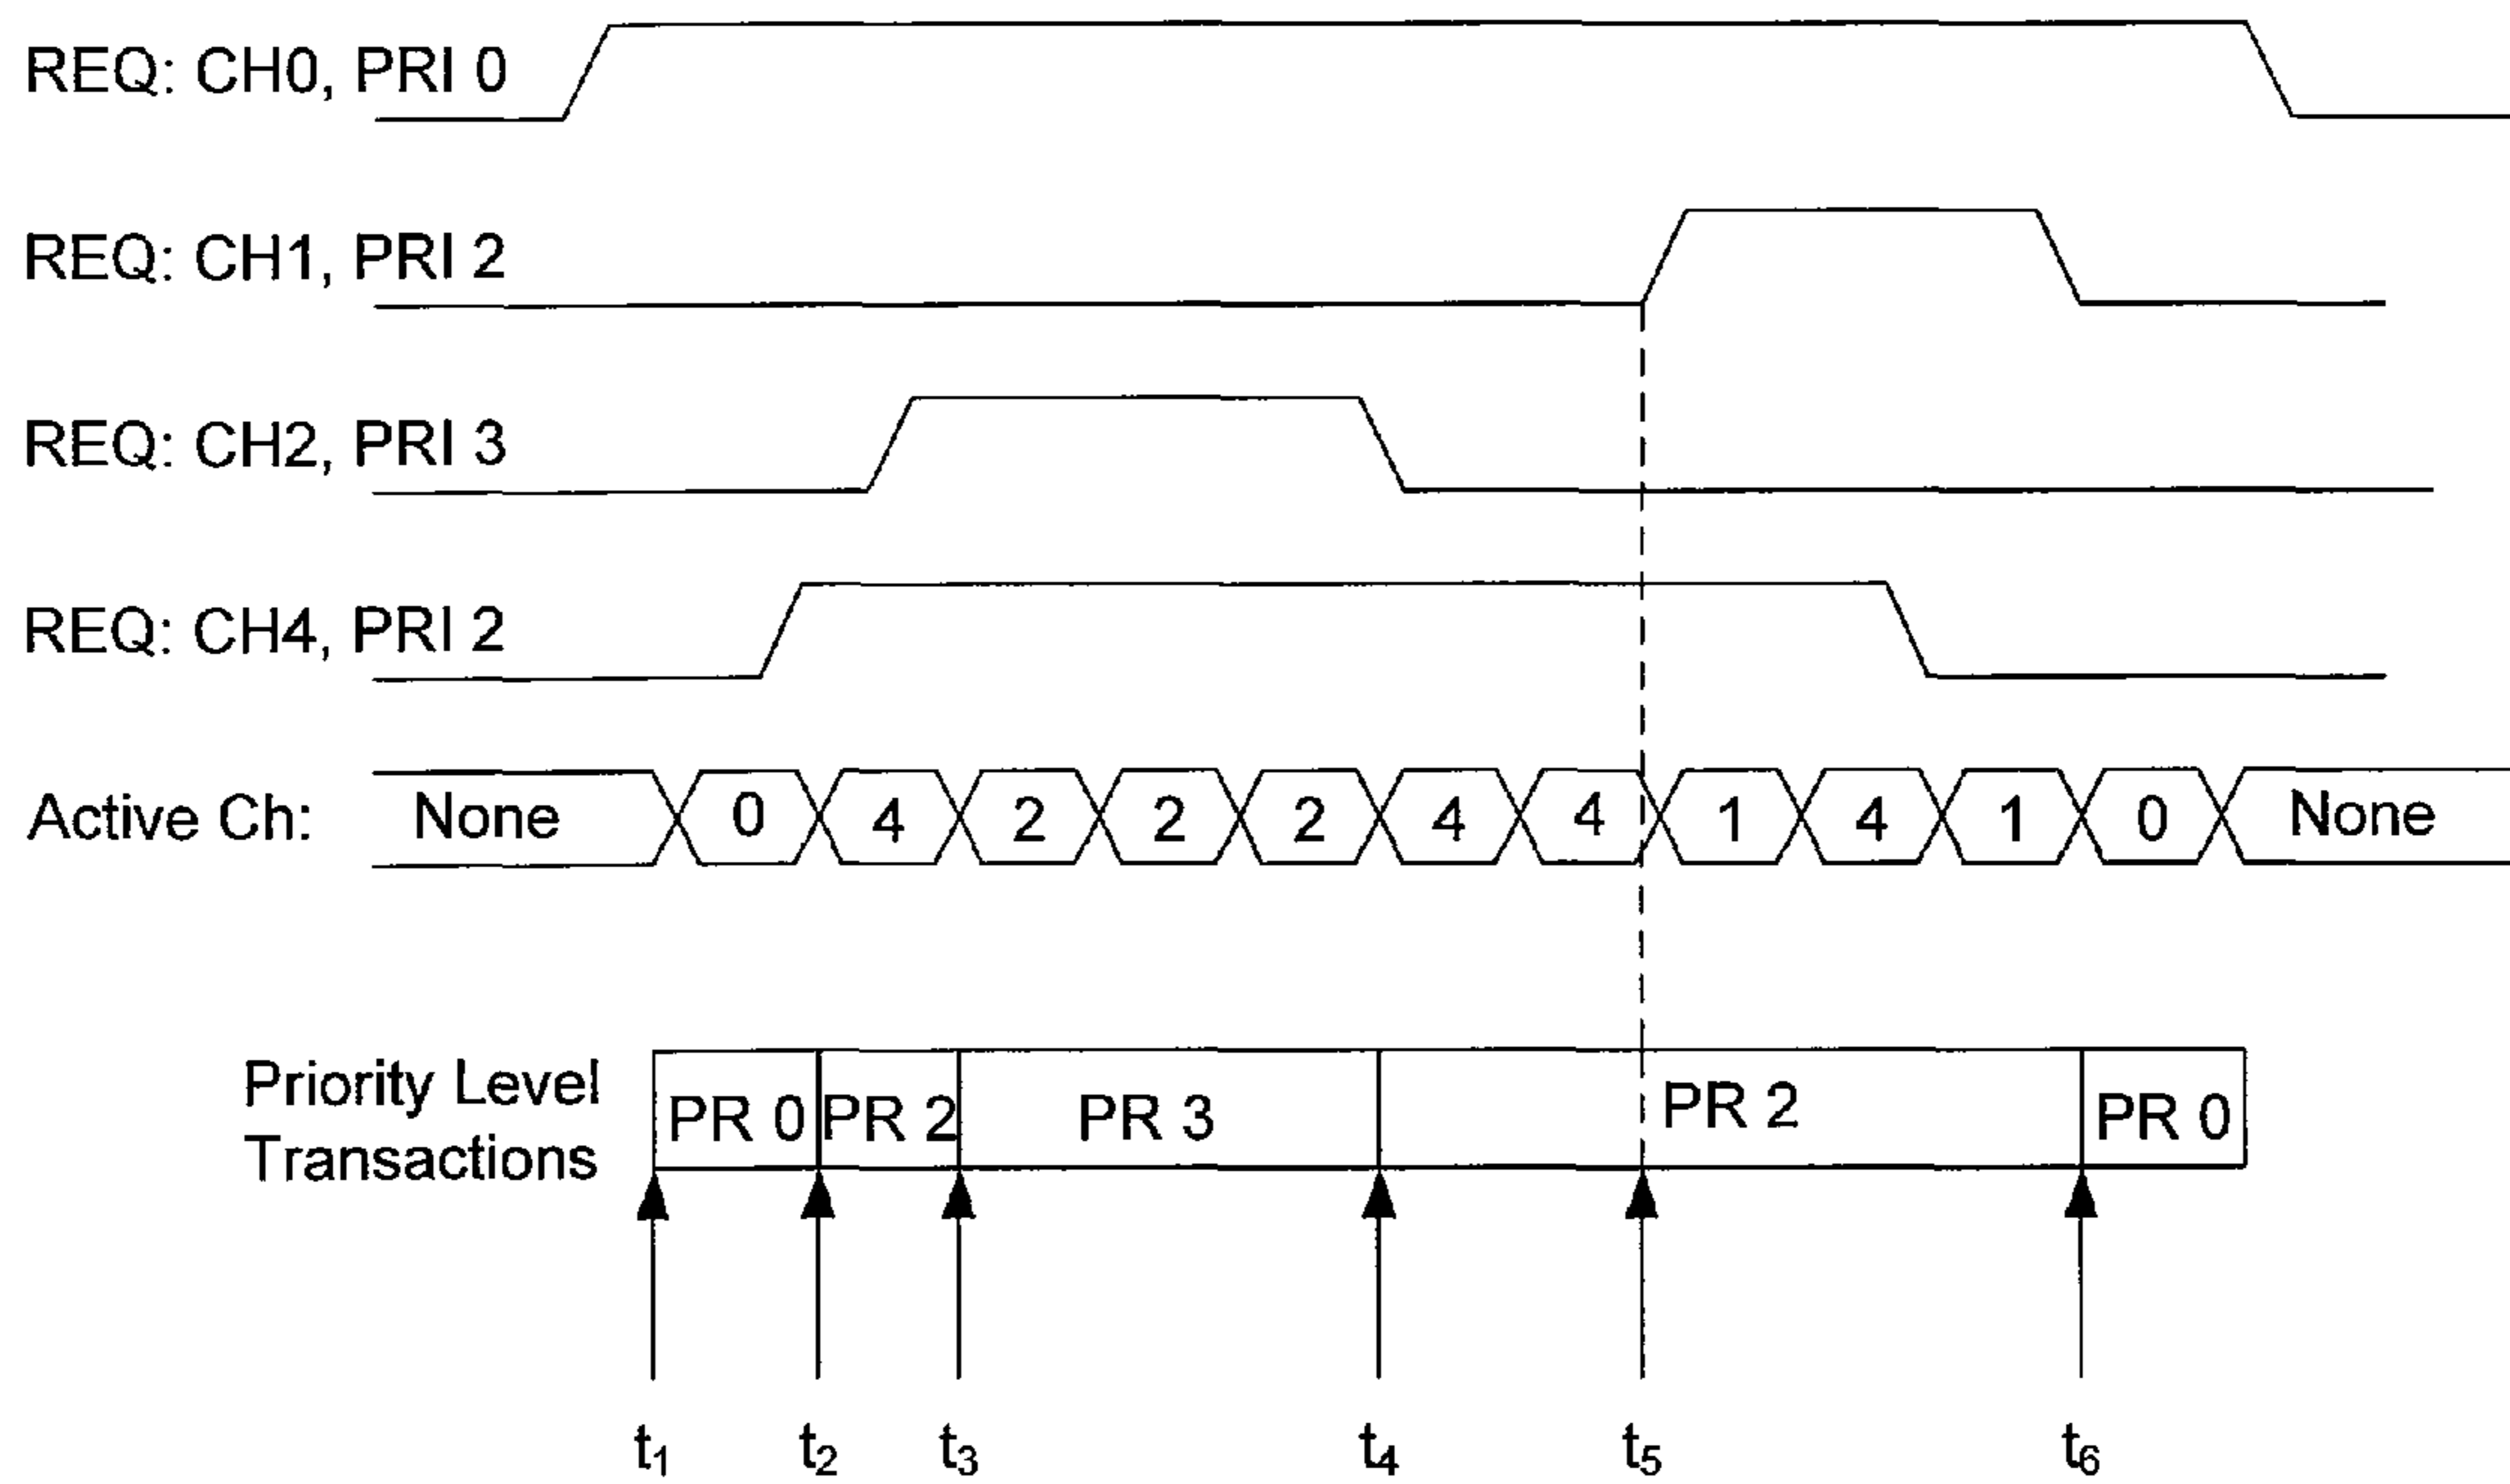 REQ: CH0, PRI 0
REQ: CH1, PRI 2
REQ: CH2, PRI 3
REQ: CH4, PRI 2
Active Ch: None 0 4 2 2 2 4 4 1 4 1 0 None
Priority Level
Transactions
PR 0 PR 2 PR 3 PR 2 PR 0
t1 t2 t3 t4 t5 t6